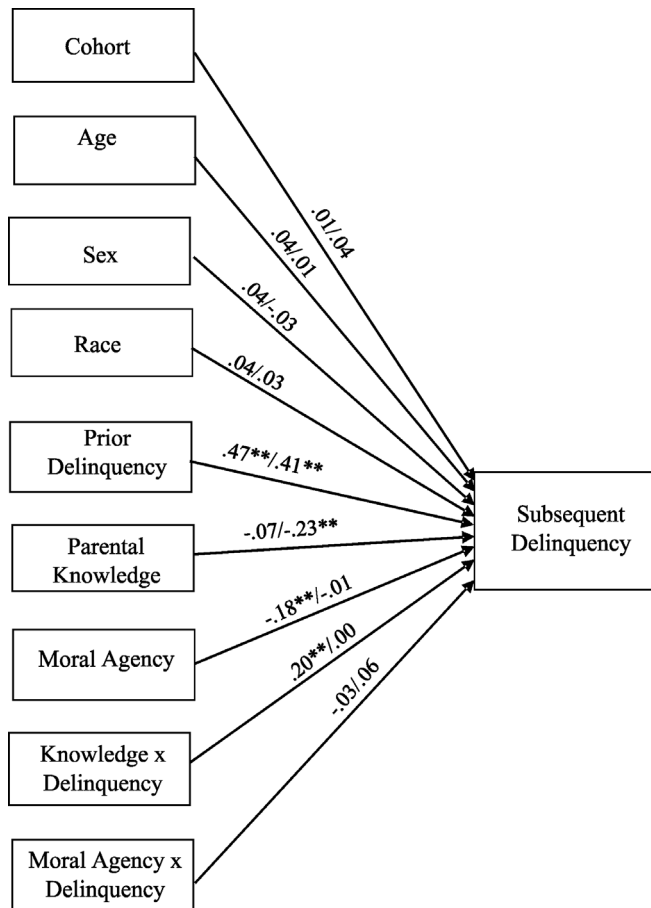 Cohort
Age
Sex
Race
Prior
Delinquency
Parental
Knowledge
Moral Agency
Knowledge x
Delinquency
Moral Agency x
Delinquency
.01/.04
.04/.01
.04/-.03
.04/.03
.47**/.41**
-.07/-.23**
-.18**/-.01
.20**/.00
-.03/.06
Subsequent
Delinquency